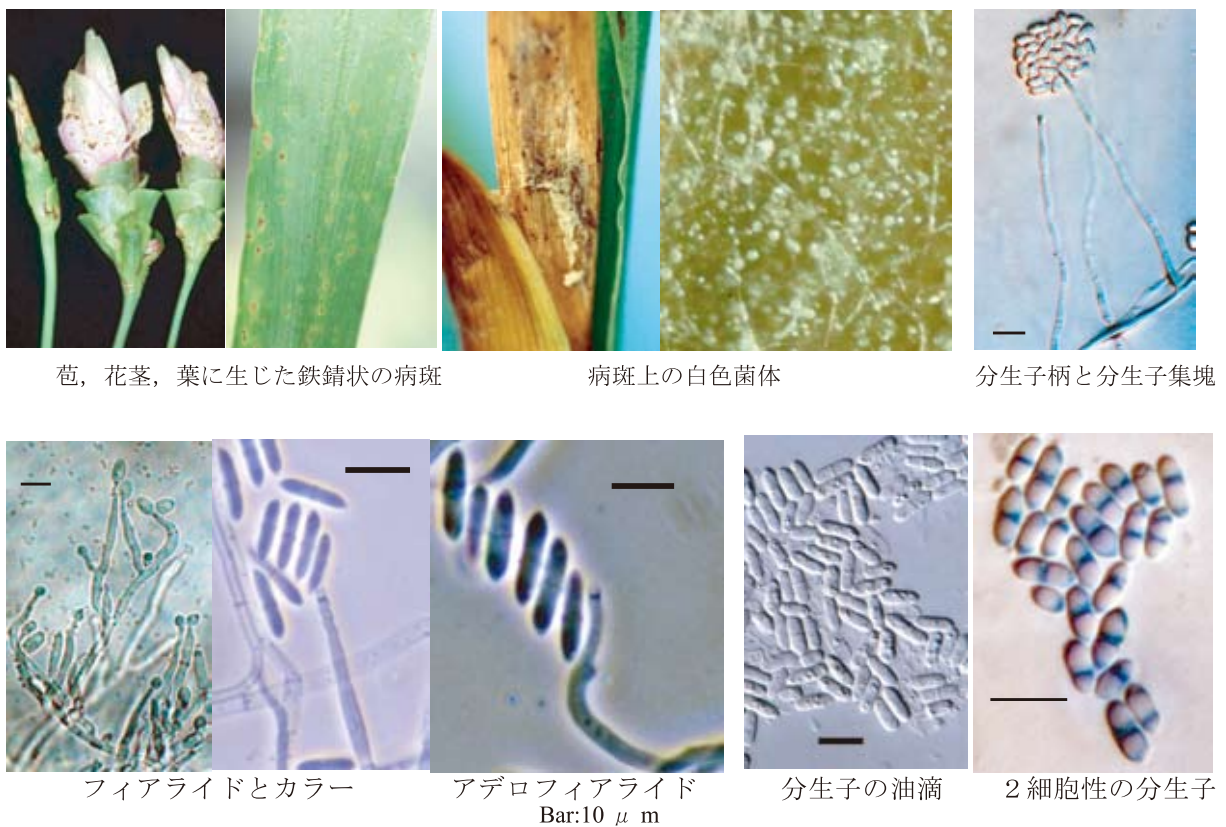 苞，花茎，葉に生じた鉄錆状の病斑
病斑上の白色菌体
分生子柄と分生子集塊
フィアライドとカラー
アデロフィアライド
分生子の油滴
２細胞性の分生子
Bar:10 μ m